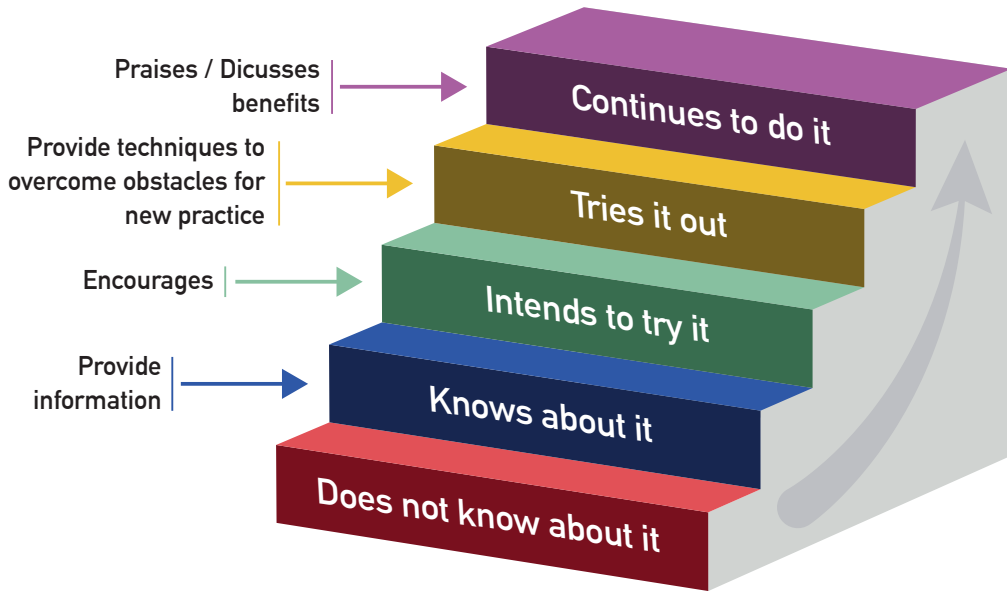 Praises / Dicusses
benefits
Continues to do it
Provide techniques to
overcome obstacles for
new practice
Tries it out
Encourages
Intends to try it
Provide
information
Knows about it
Does not know about it